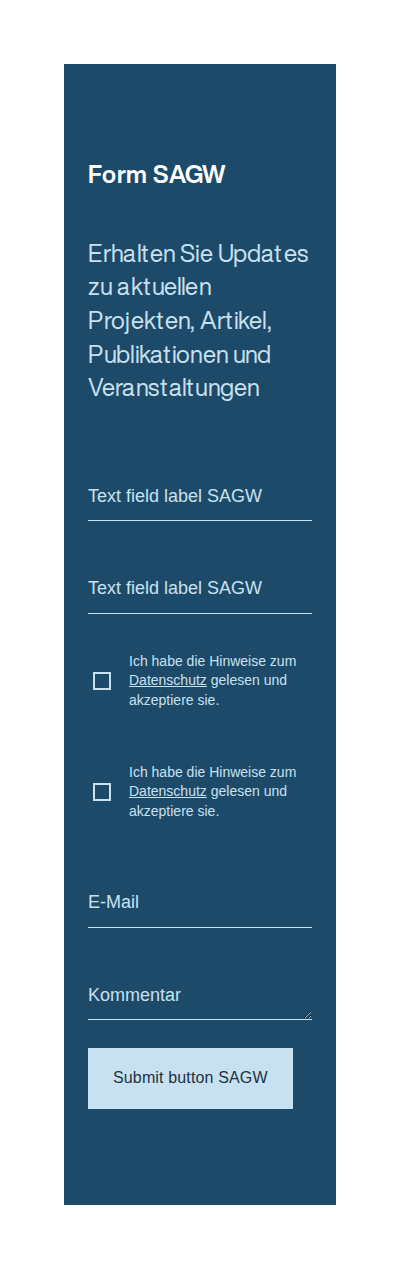 Form SAGW
Erhalten Sie Updates
zu aktuellen
Projekten, Artikel,
Publikationen und
Veranstaltungen
Text field label SAGW
Text field label SAGW
Ich habe die Hinweise zum
Datenschutz gelesen und
akzeptiere sie.
Ich habe die Hinweise zum
Datenschutz gelesen und
akzeptiere sie.
E-Mail
Kommentar
Submit button SAGW